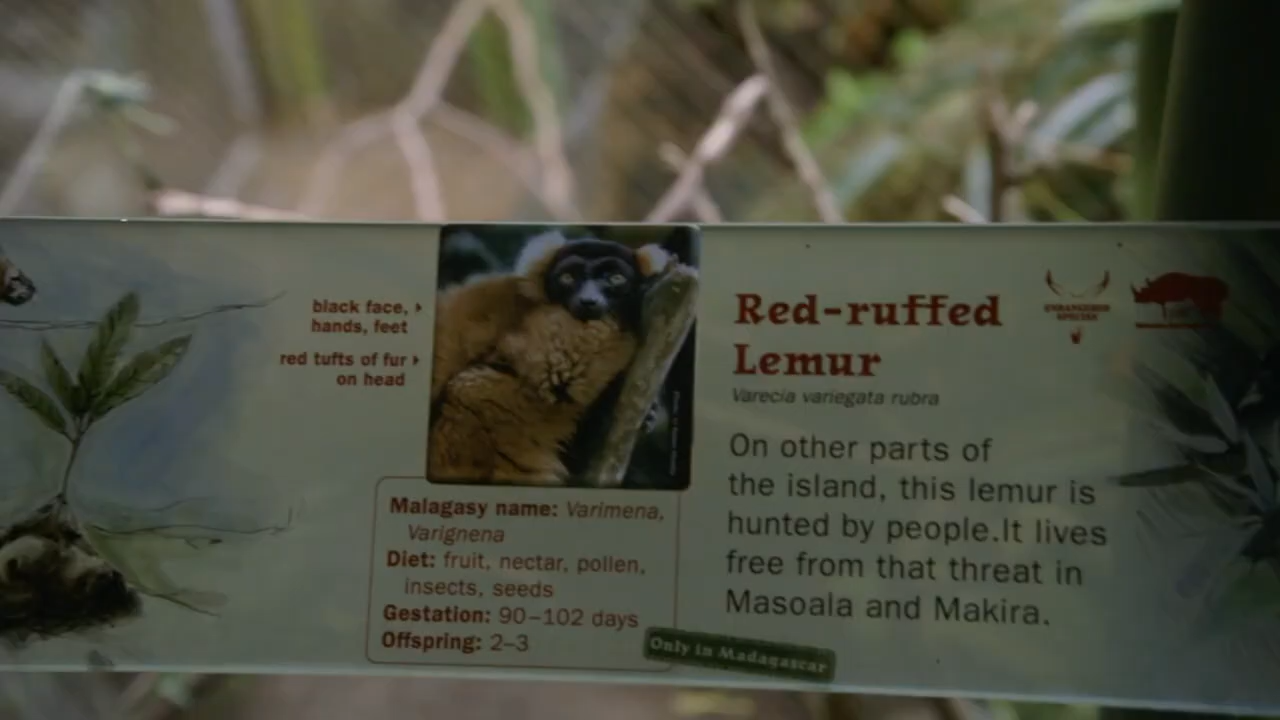 black face,
hands, feet
red tufts of fur
on head
Malagasy name: Varimena,
Varignena
Diet: fruit, nectar, pollen,
insects, seeds
Gestation: 90–102 days
Offspring: 2–3
Only in Madagascar
Red-ruffed
Lemur
Varecia variegata rubra
On other parts of
the island, this lemur is
hunted by people.It lives
free from that threat in
Masoala and Makira.
ENDANGERED
SPECIES